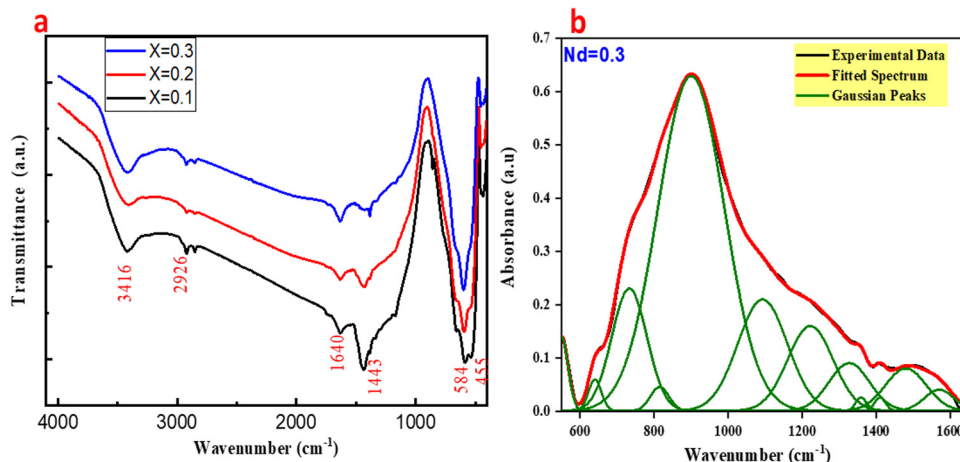 a
X=0.3
X=0.2
X=0.1
Transmittance (a.u.)
3416
2926
1640
1443
584
455
4000
3000
2000
1000
Wavenumber (cm⁻¹)
b
Nd=0.3
Experimental Data
Fitted Spectrum
Gaussian Peaks
Absorbance (a.u)
0.7
0.6
0.5
0.4
0.3
0.2
0.1
0.0
600
800
1000
1200
1400
1600
Wavenumber (cm⁻¹)